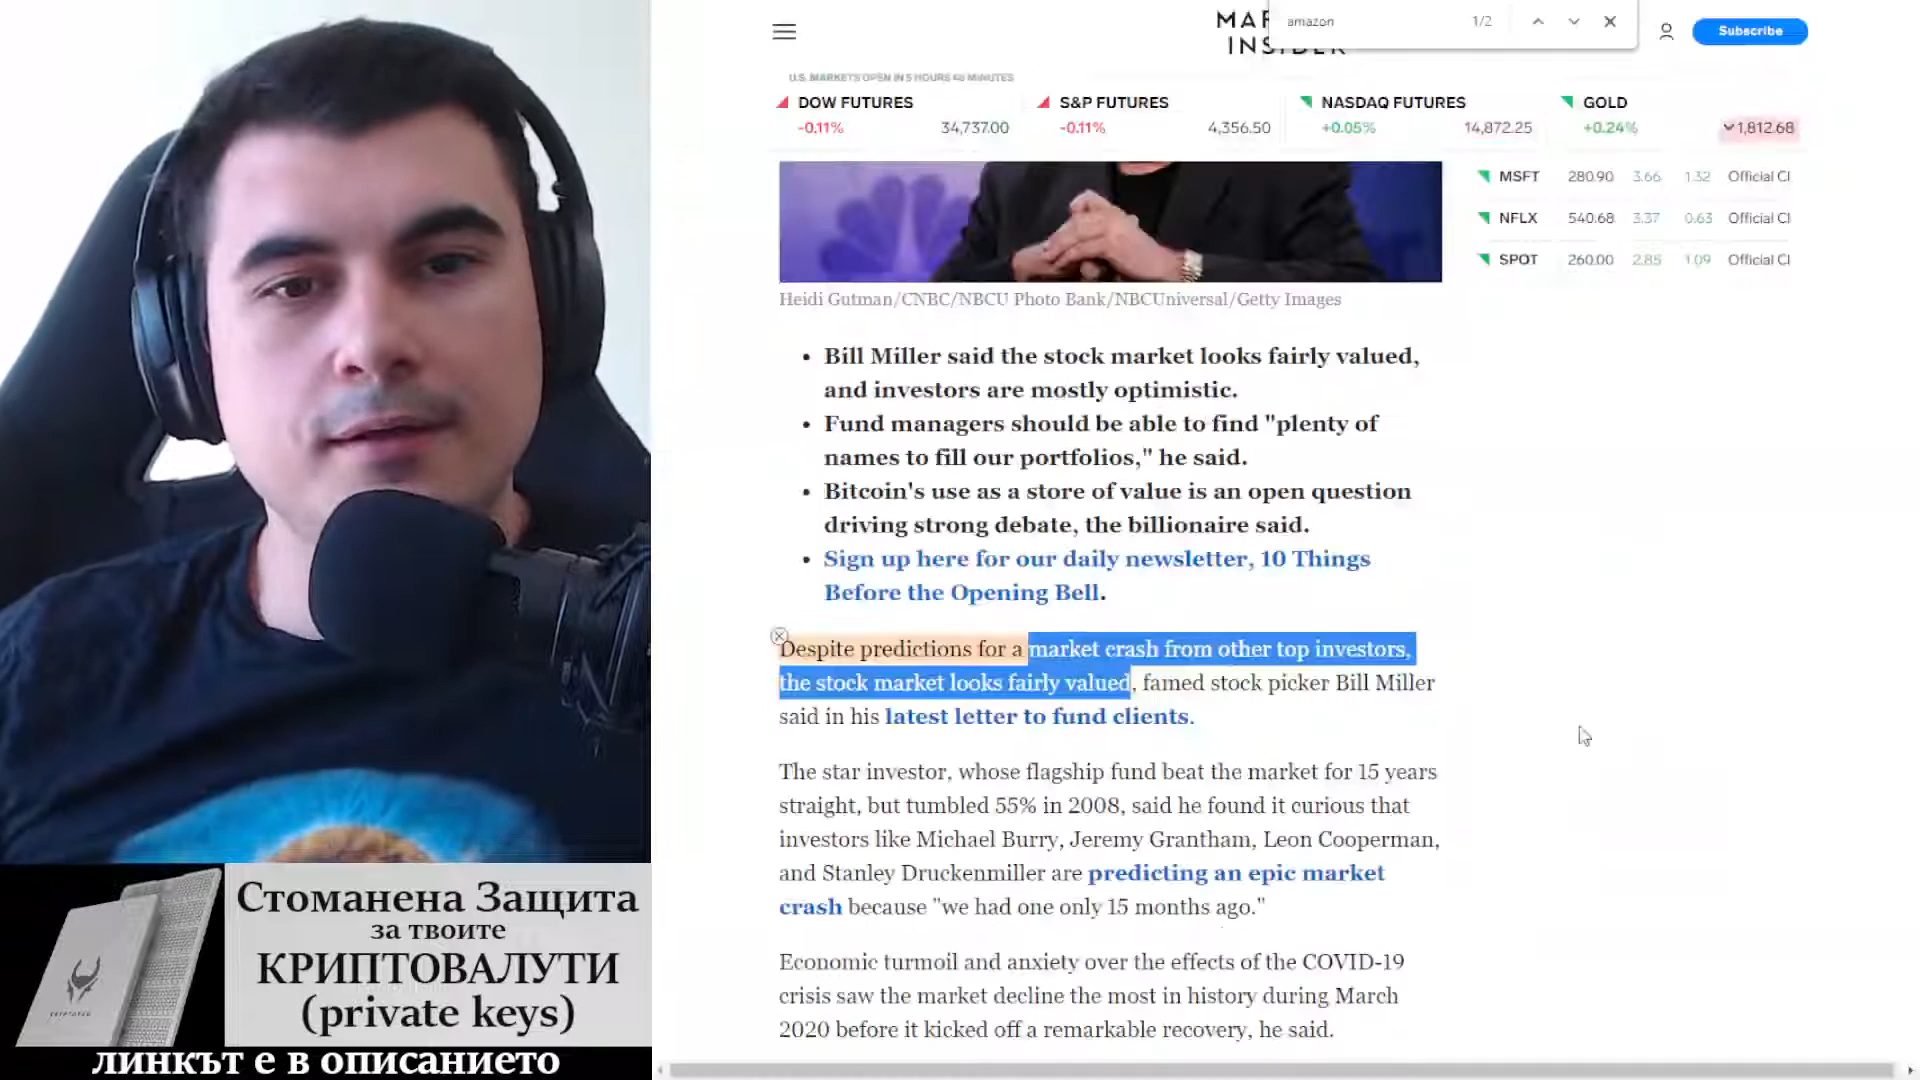 amazon
1/2
MAR
INSIDER
Subscribe
U.S. MARKETS OPEN IN 5 HOURS 40 MINUTES
DOW FUTURES
-0.11%
34,737.00
S&P FUTURES
-0.11%
4,356.50
NASDAQ FUTURES
+0.05%
14,872.25
GOLD
+0.24%
1,812.68
MSFT 280.90 3.66 1.32 Official Cl
NFLX 540.68 3.37 0.63 Official Cl
SPOT 260.00 2.85 1.09 Official Cl
Heidi Gutman/CNBC/NBCU Photo Bank/NBCUniversal/Getty Images
• Bill Miller said the stock market looks fairly valued,
and investors are mostly optimistic.
• Fund managers should be able to find "plenty of
names to fill our portfolios," he said.
• Bitcoin's use as a store of value is an open question
driving strong debate, the billionaire said.
• Sign up here for our daily newsletter, 10 Things
Before the Opening Bell.
Despite predictions for a market crash from other top investors,
the stock market looks fairly valued, famed stock picker Bill Miller
said in his latest letter to fund clients.
The star investor, whose flagship fund beat the market for 15 years
straight, but tumbled 55% in 2008, said he found it curious that
investors like Michael Burry, Jeremy Grantham, Leon Cooperman,
and Stanley Druckenmiller are predicting an epic market
crash because "we had one only 15 months ago."
Economic turmoil and anxiety over the effects of the COVID-19
crisis saw the market decline the most in history during March
2020 before it kicked off a remarkable recovery, he said.
Стоманена Защита
за твоите
КРИПТОВАЛУТИ
(private keys)
линкът е в описанието